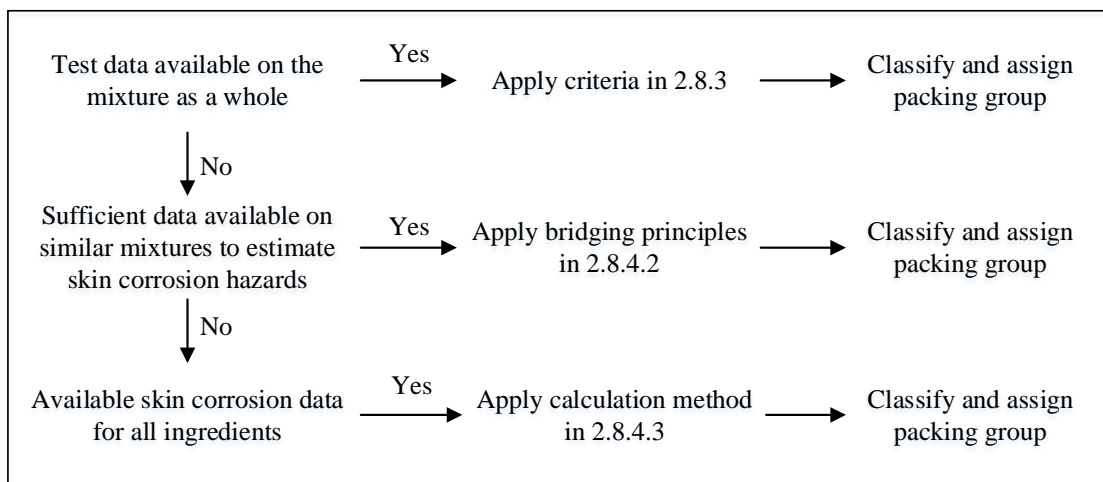 Test data available on the
mixture as a whole
Yes
Apply criteria in 2.8.3
Classify and assign
packing group
No
Sufficient data available on
similar mixtures to estimate
skin corrosion hazards
Yes
Apply bridging principles
in 2.8.4.2
Classify and assign
packing group
No
Available skin corrosion data
for all ingredients
Yes
Apply calculation method
in 2.8.4.3
Classify and assign
packing group